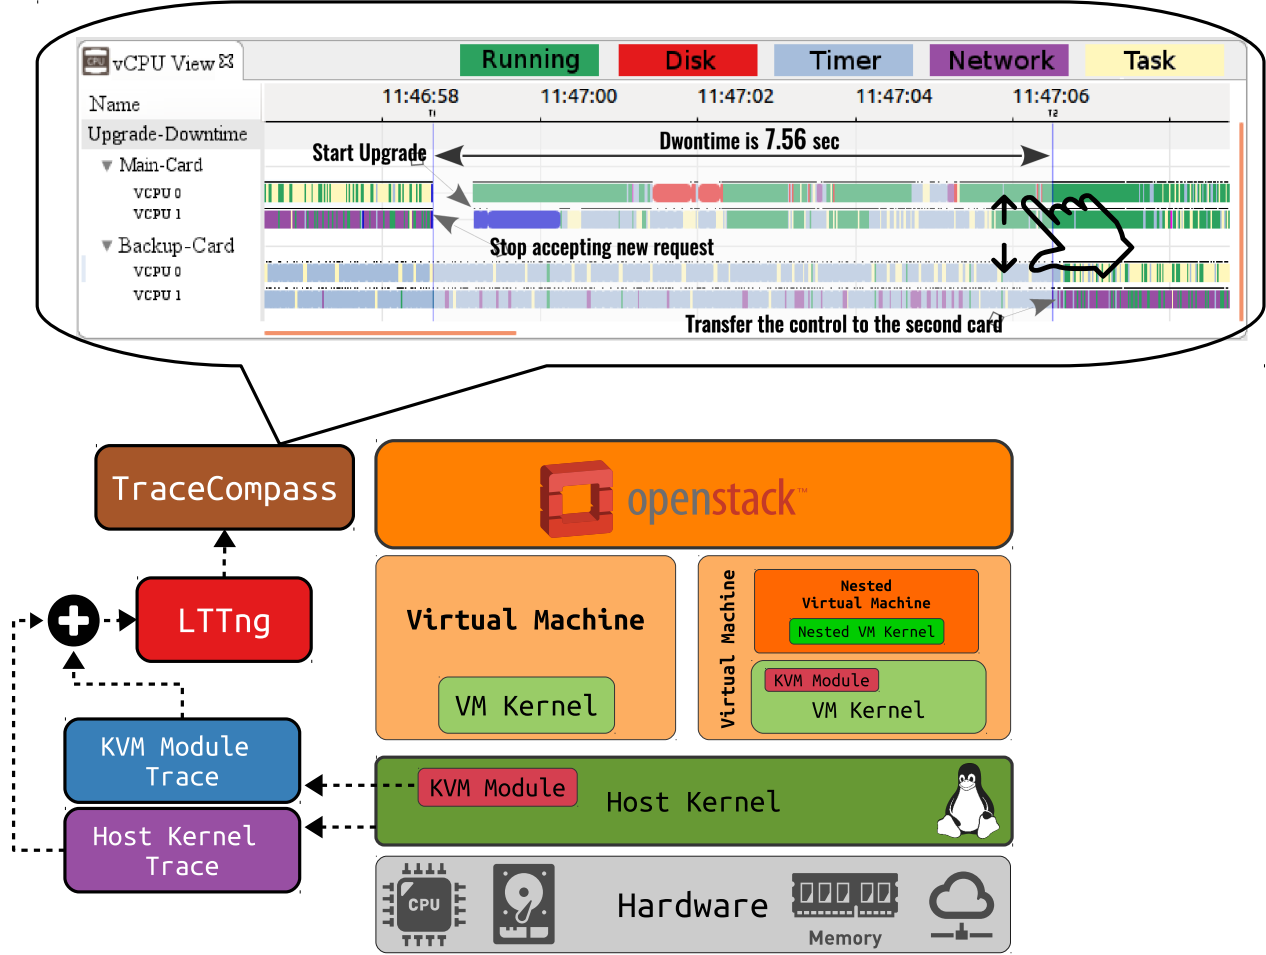 CPU vCPU View
Running Disk Timer Network Task
Name
11:46:58 11:47:00 11:47:02 11:47:04 11:47:06
T1 T2
Upgrade-Downtime
Dwontime is 7.56 sec
Start Upgrade
Main-Card
VCPU 0
VCPU 1
Stop accepting new request
Backup-Card
VCPU 0
VCPU 1
Transfer the control to the second card
TraceCompass
openstack™
LTTng
Virtual Machine
VM Kernel
Virtual Machine
Nested
Virtual Machine
Nested VM Kernel
KVM Module
VM Kernel
KVM Module
Trace
KVM Module
Host Kernel
Host Kernel
Trace
CPU
Hardware
Memory